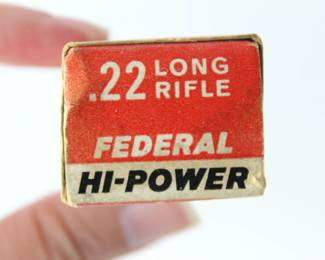 .22 LONG
RIFLE
FEDERAL
HI-POWER